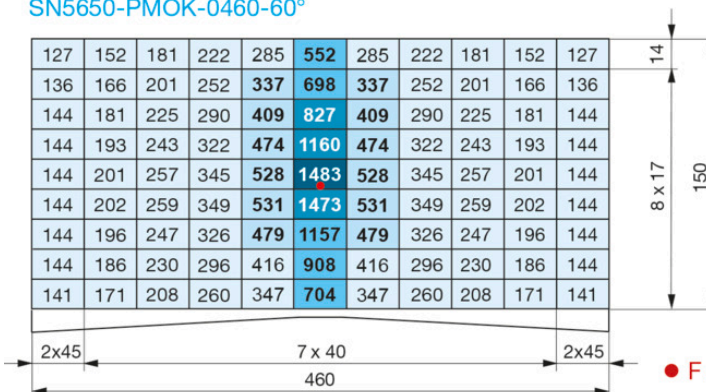 SN5650-PMOK-0460-60°
127 152 181 222 285 552 285 222 181 152 127
136 166 201 252 337 698 337 252 201 166 136
144 181 225 290 409 827 409 290 225 181 144
144 193 243 322 474 1160 474 322 243 193 144
144 201 257 345 528 1483 528 345 257 201 144
144 202 259 349 531 1473 531 349 259 202 144
144 196 247 326 479 1157 479 326 247 196 144
144 186 230 296 416 908 416 296 230 186 144
141 171 208 260 347 704 347 260 208 171 141
14
8 x 17
150
2x45 7 x 40 2x45
460
F